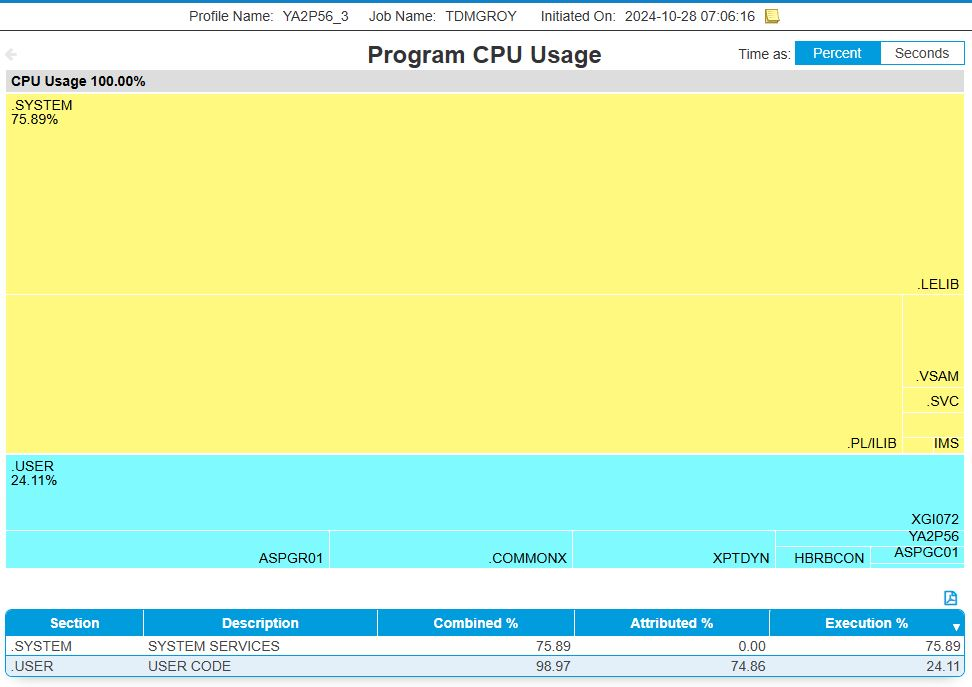 Profile Name: YA2P56_3 Job Name: TDMGROY Initiated On: 2024-10-28 07:06:16
Program CPU Usage
Time as: Percent Seconds
CPU Usage 100.00%
.SYSTEM
75.89%
.LELIB
.VSAM
.SVC
.PL/ILIB IMS
.USER
24.11%
XGI072
YA2P56
ASPGR01 .COMMONX XPTDYN HBRBCON ASPGC01
Section Description Combined % Attributed % Execution %
.SYSTEM SYSTEM SERVICES 75.89 0.00 75.89
.USER USER CODE 98.97 74.86 24.11